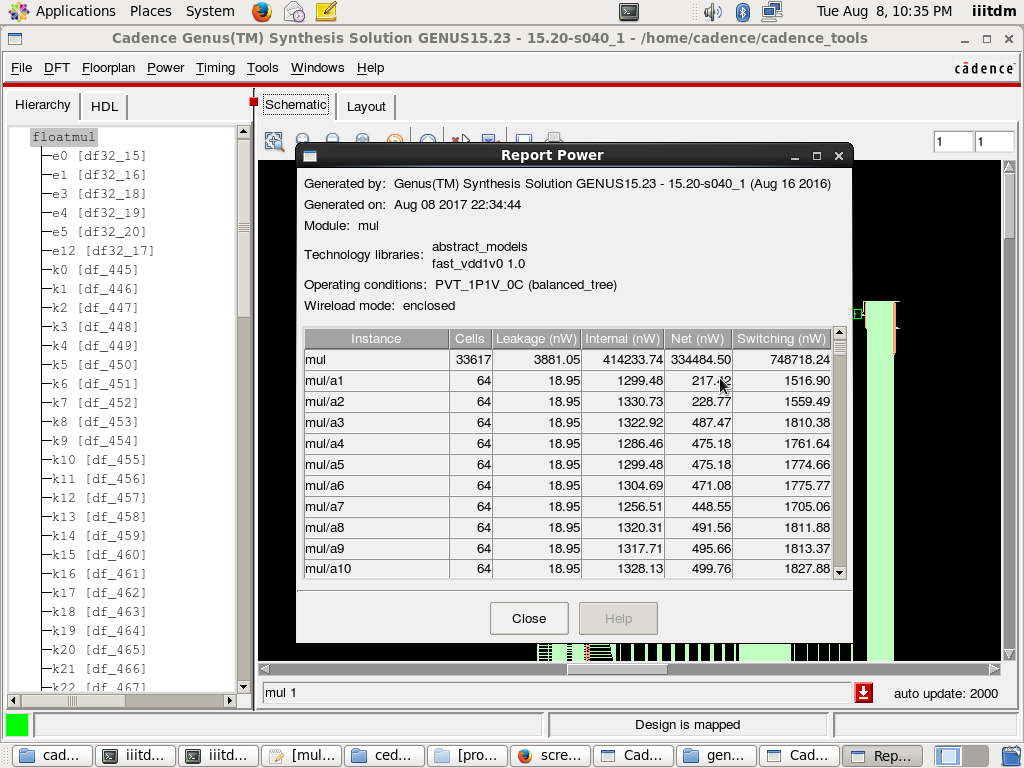 Applications Places System Tue Aug 8, 10:35 PM iiitdm
Cadence Genus(TM) Synthesis Solution GENUS15.23 - 15.20-s040_1 - /home/cadence/cadence_tools
File DFT Floorplan Power Timing Tools Windows Help cādence
Hierarchy HDL
Schematic Layout
1 1
floatmul
e0 [df32_15]
e1 [df32_16]
e3 [df32_18]
e4 [df32_19]
e5 [df32_20]
e12 [df32_17]
k0 [df_445]
k1 [df_446]
k2 [df_447]
k3 [df_448]
k4 [df_449]
k5 [df_450]
k6 [df_451]
k7 [df_452]
k8 [df_453]
k9 [df_454]
k10 [df_455]
k11 [df_456]
k12 [df_457]
k13 [df_458]
k14 [df_459]
k15 [df_460]
k16 [df_461]
k17 [df_462]
k18 [df_463]
k19 [df_464]
k20 [df_465]
k21 [df_466]
k22 [df_467]
Report Power
Generated by: Genus(TM) Synthesis Solution GENUS15.23 - 15.20-s040_1 (Aug 16 2016)
Generated on: Aug 08 2017 22:34:44
Module: mul
Technology libraries: abstract_models
fast_vdd1v0 1.0
Operating conditions: PVT_1P1V_0C (balanced_tree)
Wireload mode: enclosed
Instance Cells Leakage (nW) Internal (nW) Net (nW) Switching (nW)
mul 33617 3881.05 414233.74 334484.50 748718.24
mul/a1 64 18.95 1299.48 217.42 1516.90
mul/a2 64 18.95 1330.73 228.77 1559.49
mul/a3 64 18.95 1322.92 487.47 1810.38
mul/a4 64 18.95 1286.46 475.18 1761.64
mul/a5 64 18.95 1299.48 475.18 1774.66
mul/a6 64 18.95 1304.69 471.08 1775.77
mul/a7 64 18.95 1256.51 448.55 1705.06
mul/a8 64 18.95 1320.31 491.56 1811.88
mul/a9 64 18.95 1317.71 495.66 1813.37
mul/a10 64 18.95 1328.13 499.76 1827.88
Close Help
mul 1 auto update: 2000
Design is mapped
cad... iiitd... iiitd... [mul... ced... [pro... scre... Cad... gen... Cad... Rep...